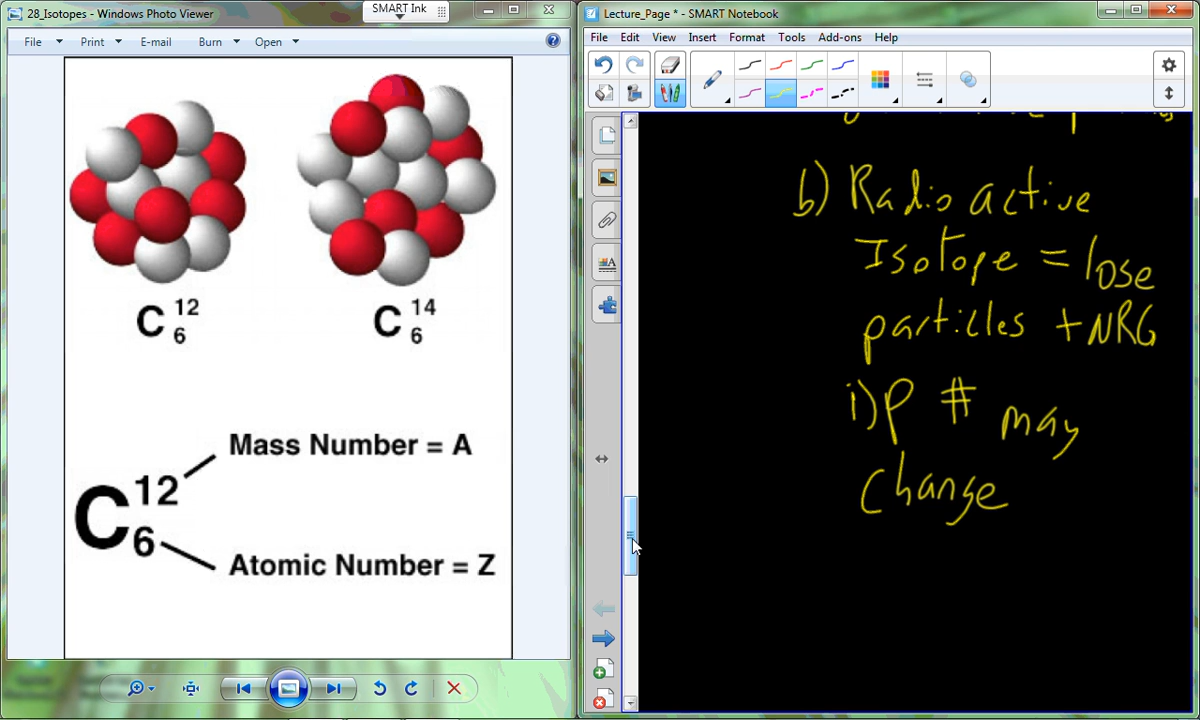 28_Isotopes - Windows Photo Viewer
SMART Ink
File Print E-mail Burn Open
C 12 6
C 14 6
Mass Number = A
C 12 6
Atomic Number = Z
Lecture_Page * - SMART Notebook
File Edit View Insert Format Tools Add-ons Help
b) Radioactive
Isotope = lose
particles + NRG
i) P # may
change